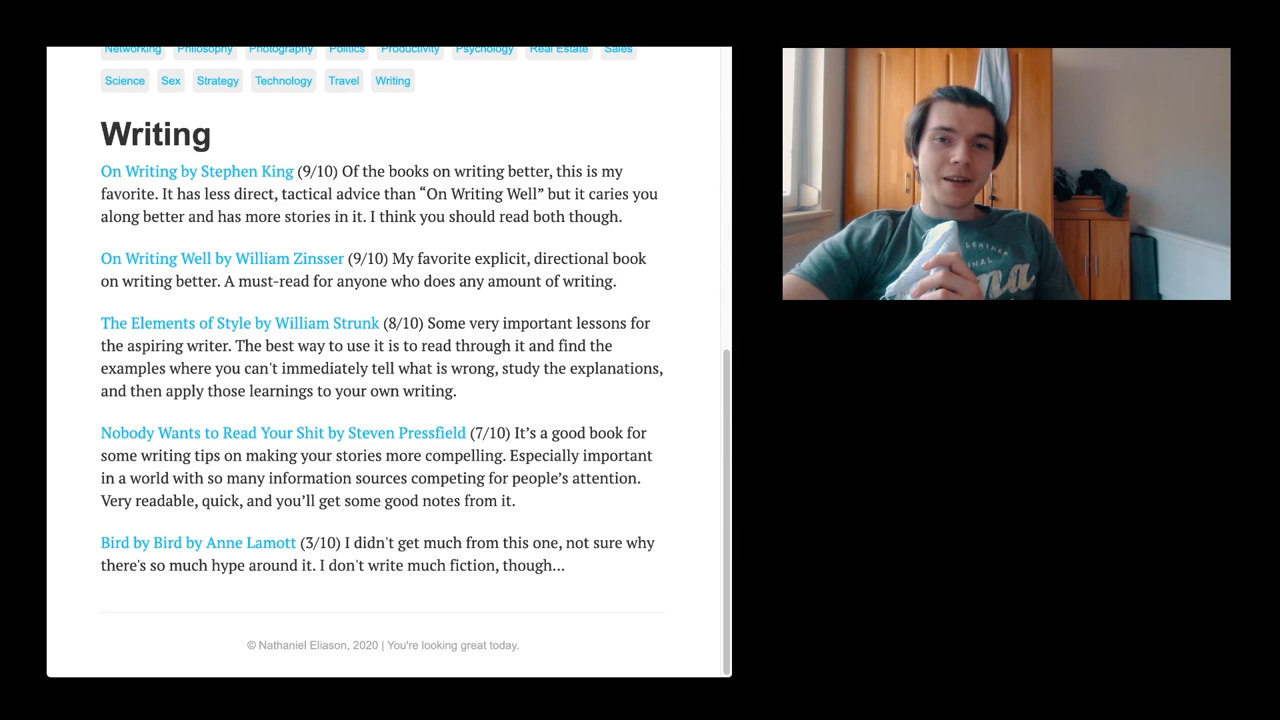 Networking Philosophy Photography Politics Productivity Psychology Real Estate Sales
Science Sex Strategy Technology Travel Writing
Writing
On Writing by Stephen King (9/10) Of the books on writing better, this is my
favorite. It has less direct, tactical advice than “On Writing Well” but it caries you
along better and has more stories in it. I think you should read both though.
On Writing Well by William Zinsser (9/10) My favorite explicit, directional book
on writing better. A must-read for anyone who does any amount of writing.
The Elements of Style by William Strunk (8/10) Some very important lessons for
the aspiring writer. The best way to use it is to read through it and find the
examples where you can't immediately tell what is wrong, study the explanations,
and then apply those learnings to your own writing.
Nobody Wants to Read Your Shit by Steven Pressfield (7/10) It’s a good book for
some writing tips on making your stories more compelling. Especially important
in a world with so many information sources competing for people’s attention.
Very readable, quick, and you’ll get some good notes from it.
Bird by Bird by Anne Lamott (3/10) I didn't get much from this one, not sure why
there's so much hype around it. I don't write much fiction, though...
© Nathaniel Eliason, 2020 | You're looking great today.
LEATHER